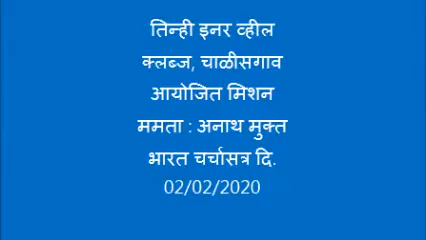 तिन्ही इनर व्हील
क्लब्ज, चाळीसगाव
आयोजित मिशन
ममता : अनाथ मुक्त
भारत चर्चासत्र दि.
02/02/2020